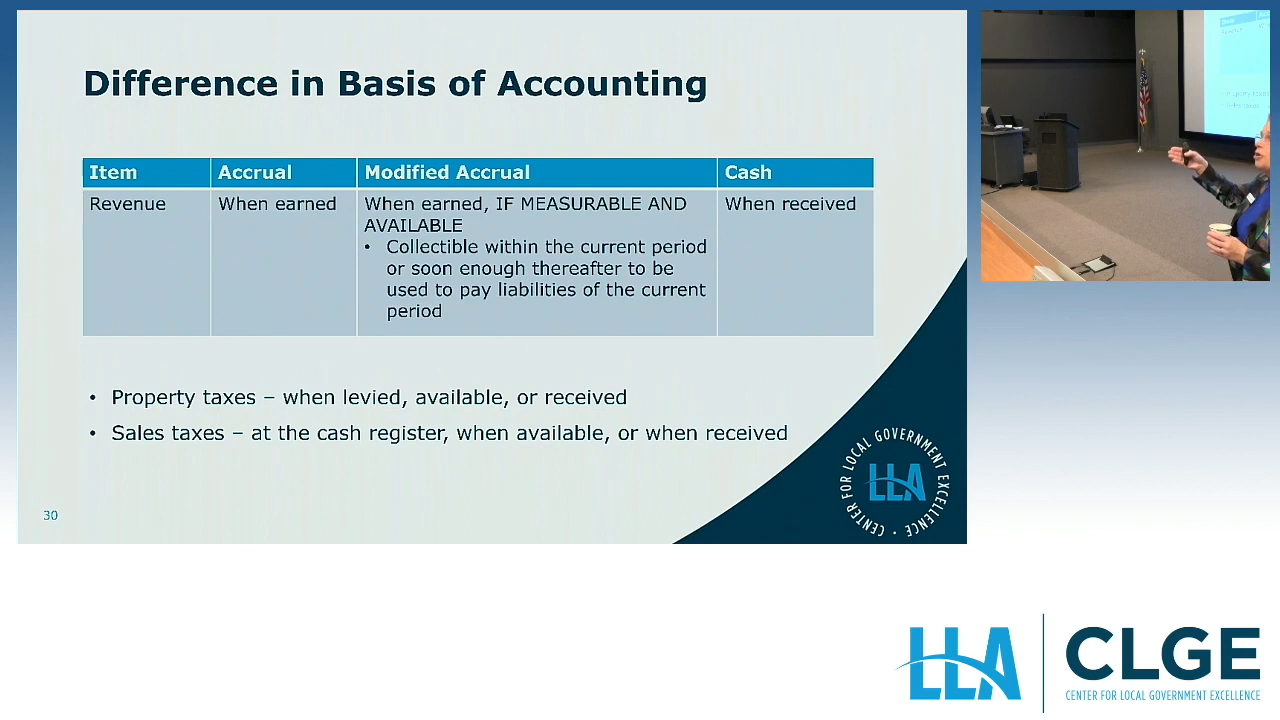 Difference in Basis of Accounting
Item Accrual Modified Accrual Cash
Revenue When earned When earned, IF MEASURABLE AND When received
AVAILABLE
• Collectible within the current period
or soon enough thereafter to be
used to pay liabilities of the current
period
• Property taxes – when levied, available, or received
• Sales taxes – at the cash register, when available, or when received
30
CENTER FOR LOCAL GOVERNMENT EXCELLENCE •
LLA
LLA CLGE
CENTER FOR LOCAL GOVERNMENT EXCELLENCE